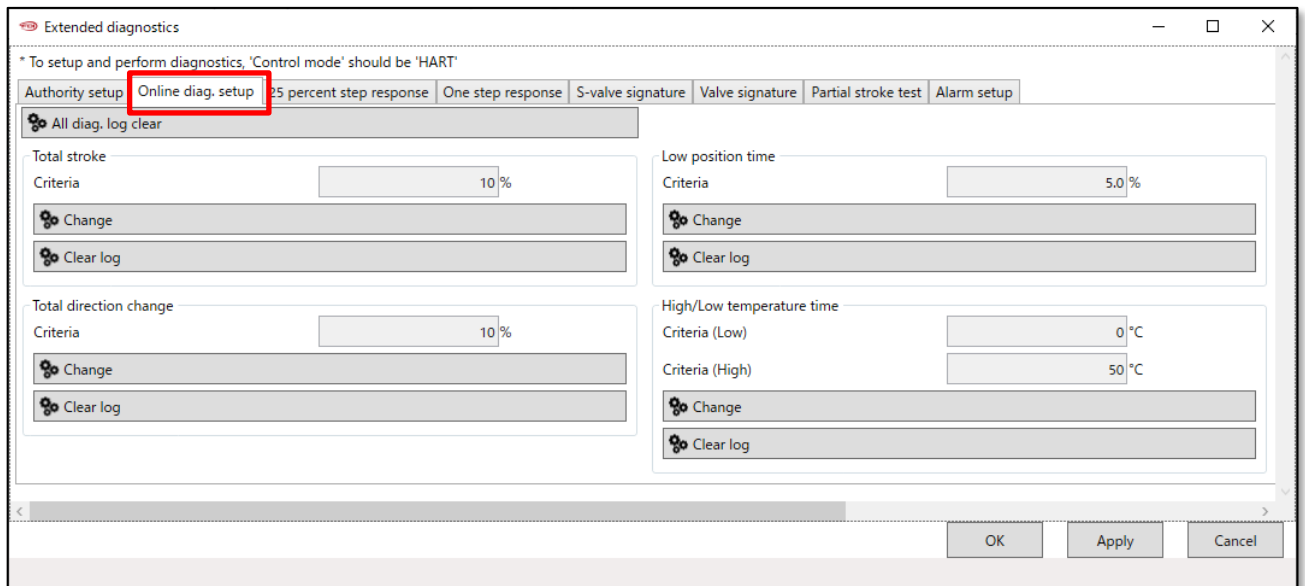 Extended diagnostics
* To setup and perform diagnostics, 'Control mode' should be 'HART'
Authority setup Online diag. setup 25 percent step response One step response S-valve signature Valve signature Partial stroke test Alarm setup
All diag. log clear
Total stroke
Criteria 10 %
Change
Clear log
Low position time
Criteria 5.0 %
Change
Clear log
Total direction change
Criteria 10 %
Change
Clear log
High/Low temperature time
Criteria (Low) 0 °C
Criteria (High) 50 °C
Change
Clear log
OK Apply Cancel